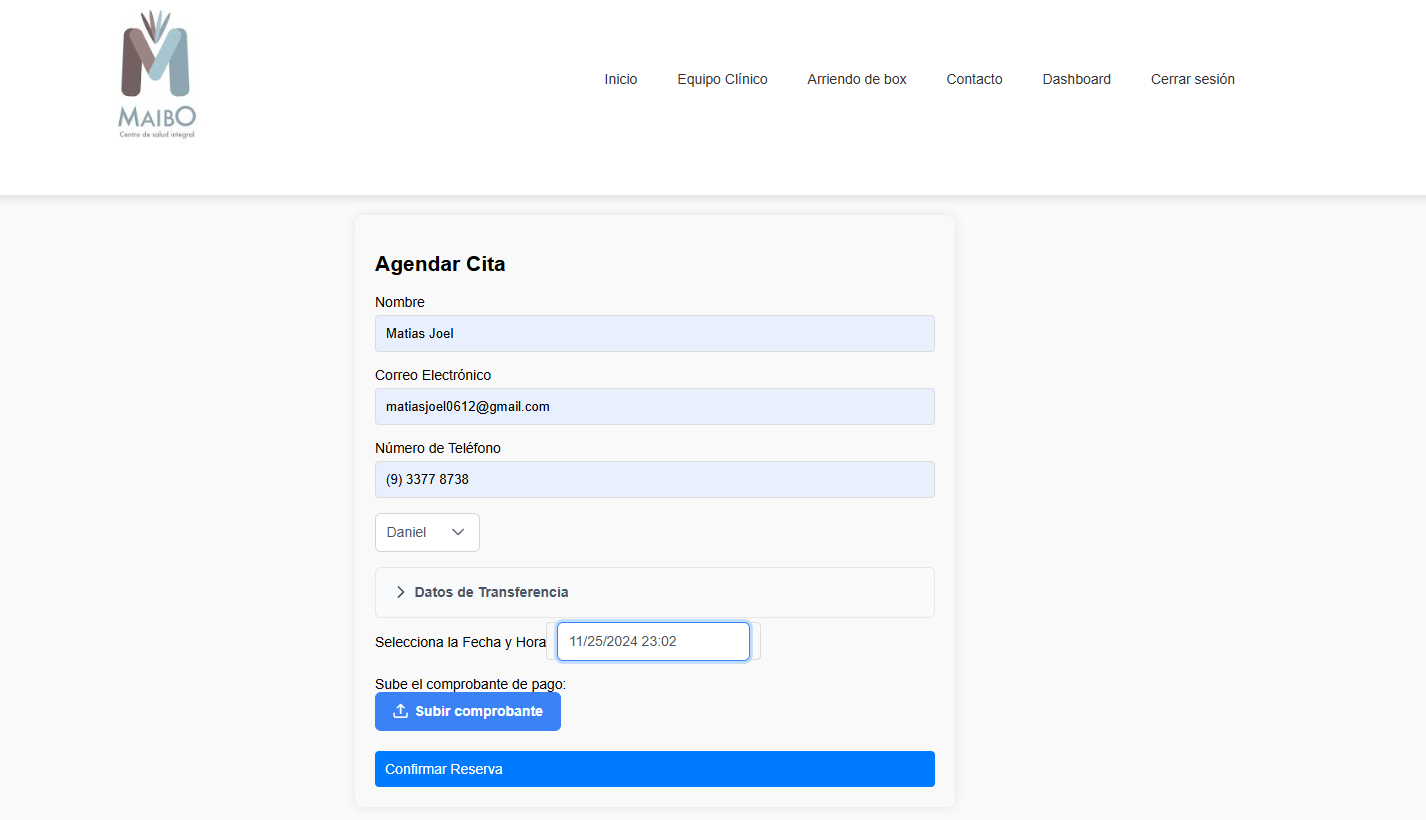 MAIBO
Centro de salud integral
Inicio Equipo Clínico Arriendo de box Contacto Dashboard Cerrar sesión
Agendar Cita
Nombre
Matias Joel
Correo Electrónico
matiasjoel0612@gmail.com
Número de Teléfono
(9) 3377 8738
Daniel
Datos de Transferencia
Selecciona la Fecha y Hora 11/25/2024 23:02
Sube el comprobante de pago:
Subir comprobante
Confirmar Reserva